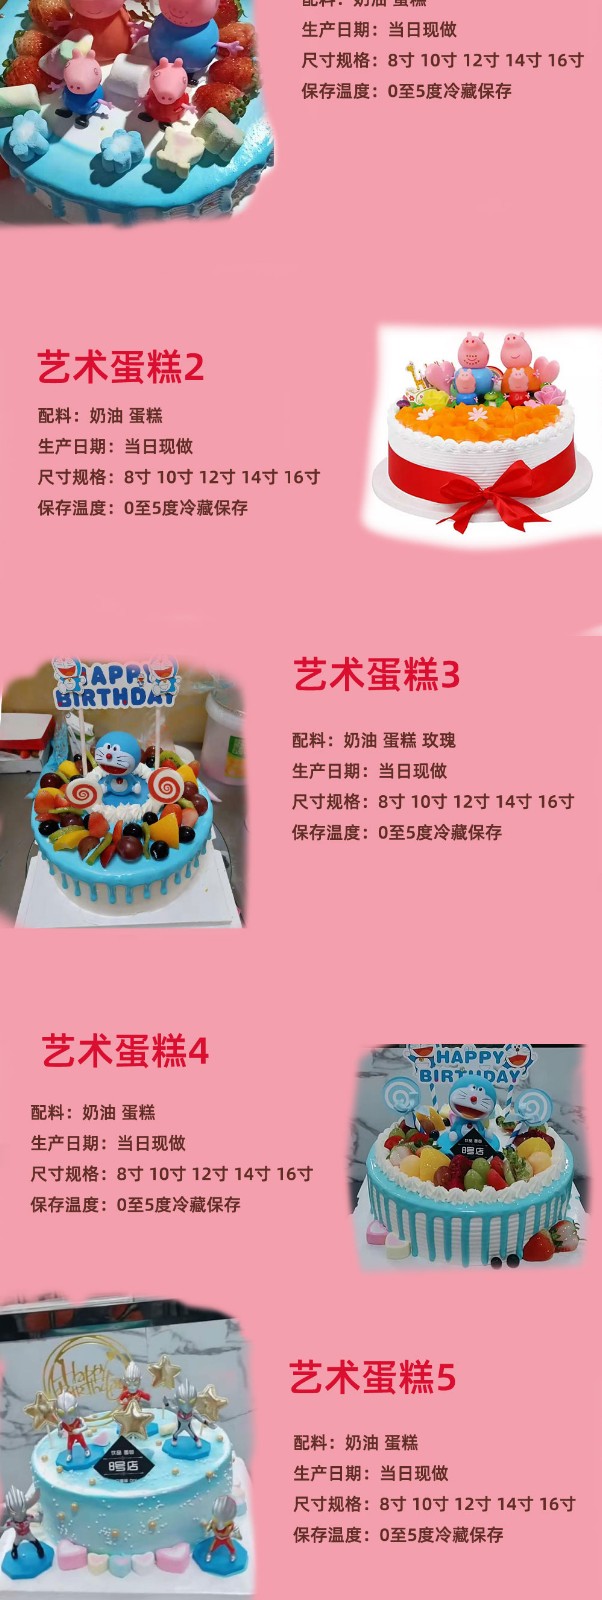 配料：奶油 蛋糕
生产日期：当日现做
尺寸规格：8寸 10寸 12寸 14寸 16寸
保存温度：0至5度冷藏保存
艺术蛋糕2
配料：奶油 蛋糕
生产日期：当日现做
尺寸规格：8寸 10寸 12寸 14寸 16寸
保存温度：0至5度冷藏保存
HAPPY
BIRTHDAY
艺术蛋糕3
配料：奶油 蛋糕 玫瑰
生产日期：当日现做
尺寸规格：8寸 10寸 12寸 14寸 16寸
保存温度：0至5度冷藏保存
艺术蛋糕4
配料：奶油 蛋糕
生产日期：当日现做
尺寸规格：8寸 10寸 12寸 14寸 16寸
保存温度：0至5度冷藏保存
HAPPY
BIRTHDAY
8号店
Happy
Birthday
8号店
艺术蛋糕5
配料：奶油 蛋糕
生产日期：当日现做
尺寸规格：8寸 10寸 12寸 14寸 16寸
保存温度：0至5度冷藏保存